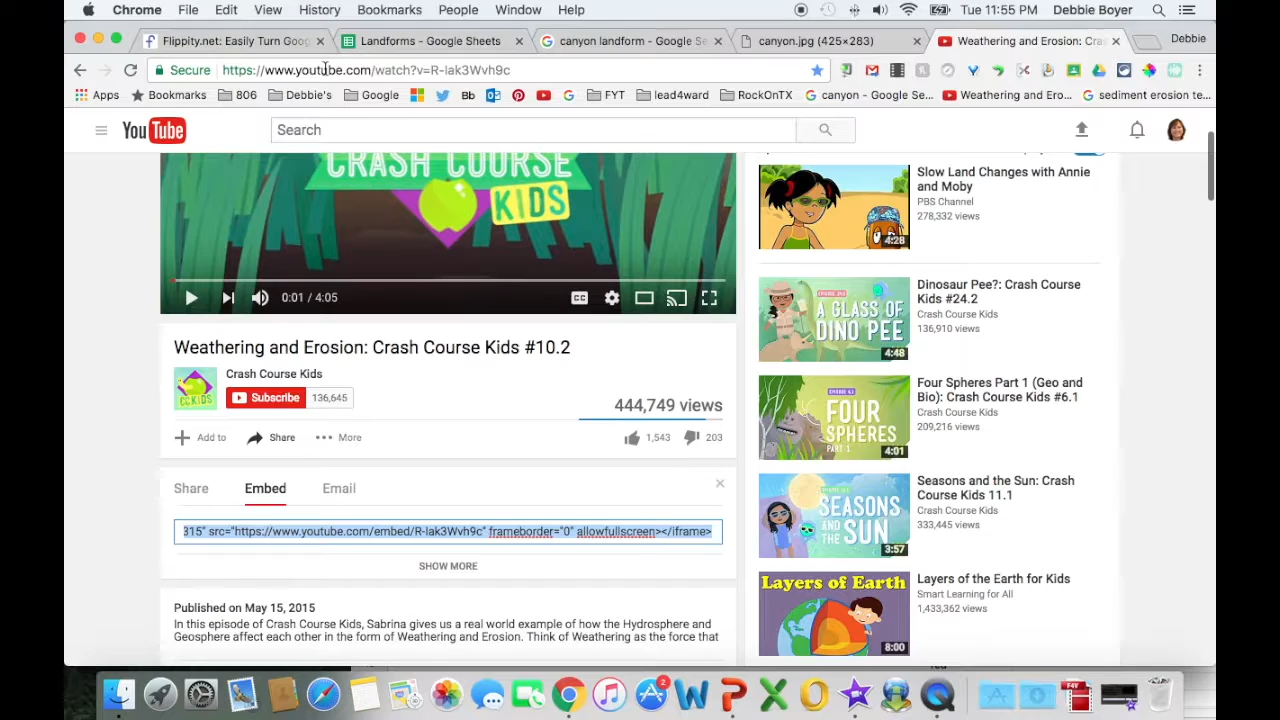 Chrome File Edit View History Bookmarks People Window Help Tue 11:55 PM Debbie Boyer
Flippity.net: Easily Turn Goog Landforms - Google Sheets canyon landform - Google Se canyon.jpg (425×283) Weathering and Erosion: Cras Debbie
Secure https://www.youtube.com/watch?v=R-lak3Wvh9c
Apps Bookmarks 806 Debbie's Google Bb FYT lead4ward RockOnTX canyon - Google Se... Weathering and Ero... sediment erosion te...
YouTube Search
CRASH COURSE
KIDS
0:01 / 4:05 CC
Weathering and Erosion: Crash Course Kids #10.2
CC KIDS
Crash Course Kids
Subscribe 136,645
444,749 views
Add to Share More 1,543 203
Share Embed Email
315" src="https://www.youtube.com/embed/R-lak3Wvh9c" frameborder="0" allowfullscreen></iframe>
SHOW MORE
Published on May 15, 2015
In this episode of Crash Course Kids, Sabrina gives us a real world example of how the Hydrosphere and
Geosphere affect each other in the form of Weathering and Erosion. Think of Weathering as the force that
4:28
Slow Land Changes with Annie
and Moby
PBS Channel
278,332 views
A GLASS OF
DINO PEE
4:48
Dinosaur Pee?: Crash Course
Kids #24.2
Crash Course Kids
136,910 views
FOUR
SPHERES
PART 1
4:01
Four Spheres Part 1 (Geo and
Bio): Crash Course Kids #6.1
Crash Course Kids
209,216 views
SEASONS
AND THE SUN
3:57
Seasons and the Sun: Crash
Course Kids 11.1
Crash Course Kids
333,445 views
Layers of Earth
8:00
Layers of the Earth for Kids
Smart Learning for All
1,433,362 views
2
F4V